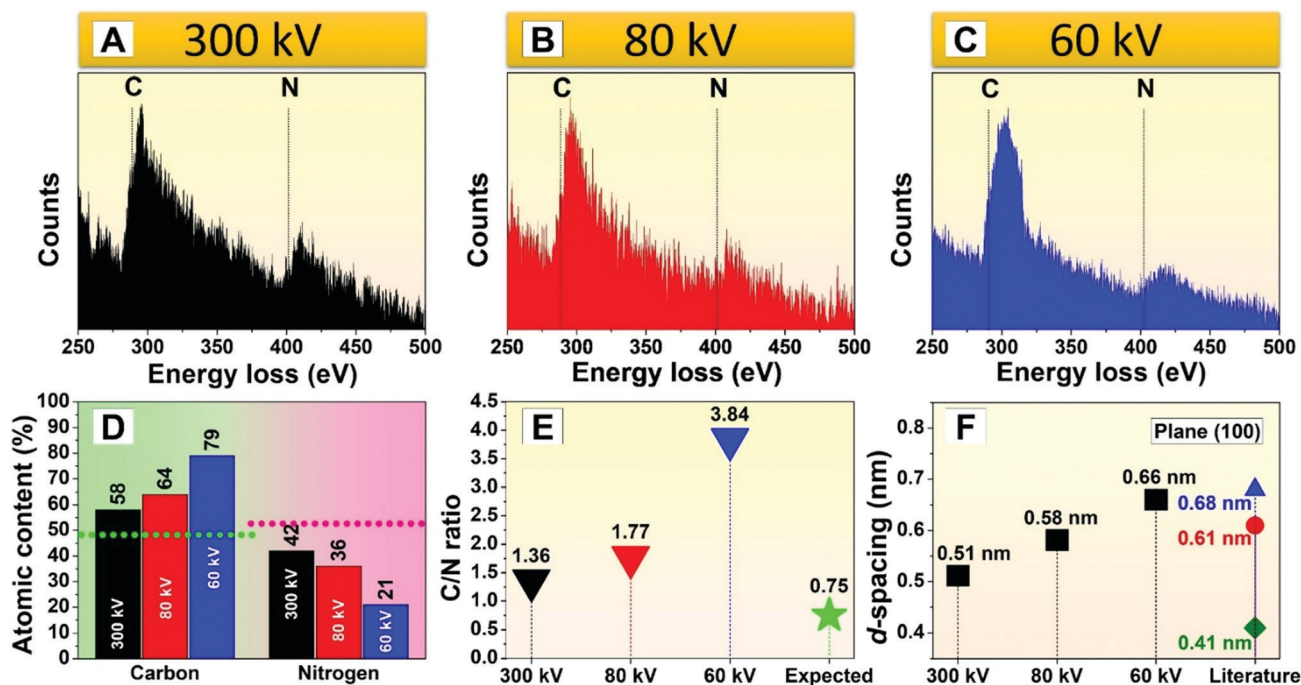 A 300 kV
B 80 kV
C 60 kV
C N
C N
C N
Counts
Counts
Counts
250 300 350 400 450 500
250 300 350 400 450 500
250 300 350 400 450 500
Energy loss (eV)
Energy loss (eV)
Energy loss (eV)
D
Atomic content (%)
100
90
80
70
60
50
40
30
20
10
0
58
64
79
42
36
21
300 kV
80 kV
60 kV
300 kV
80 kV
60 kV
Carbon Nitrogen
E
C/N ratio
4.5
4.0
3.5
3.0
2.5
2.0
1.5
1.0
0.5
0.0
1.36
1.77
3.84
0.75
300 kV 80 kV 60 kV Expected
F
Plane (100)
d-spacing (nm)
0.8
0.7
0.6
0.5
0.4
0.51 nm
0.58 nm
0.66 nm
0.68 nm
0.61 nm
0.41 nm
300 kV 80 kV 60 kV Literature